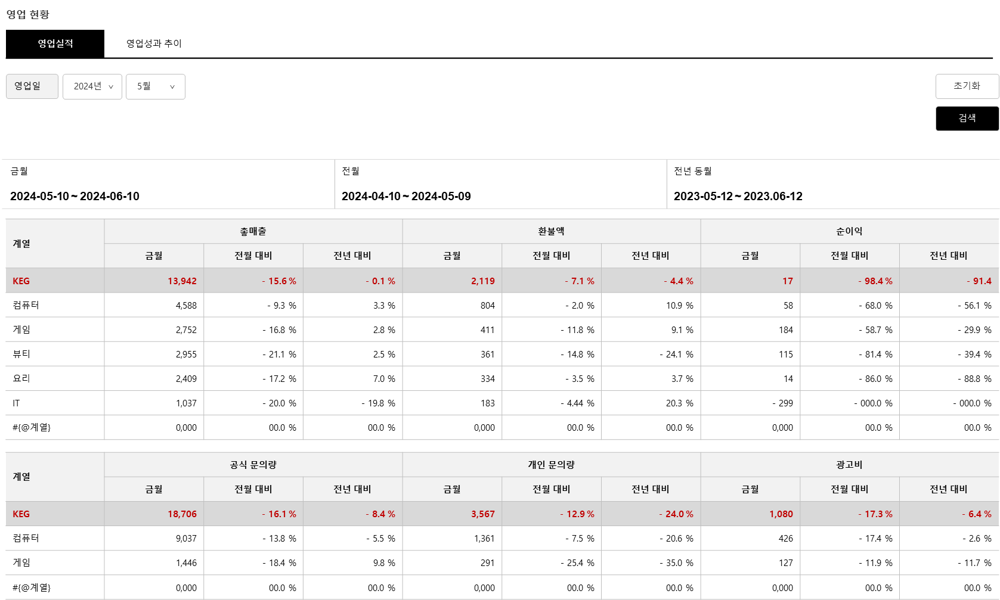 영업 현황
영업실적 영업성과 추이
영업일 2024년 5월 초기화
검색
금월 전월 전년 동월
2024-05-10 ~ 2024-06-10 2024-04-10 ~ 2024-05-09 2023-05-12 ~ 2023.06-12
계열 총매출 환불액 순이익
금월 전월 대비 전년 대비 금월 전월 대비 전년 대비 금월 전월 대비 전년 대비
KEG 13,942 - 15.6 % - 0.1 % 2,119 - 7.1 % - 4.4 % 17 - 98.4 % - 91.4
컴퓨터 4,588 - 9.3 % 3.3 % 804 - 2.0 % 10.9 % 58 - 68.0 % - 56.1 %
게임 2,752 - 16.8 % 2.8 % 411 - 11.8 % 9.1 % 184 - 58.7 % - 29.9 %
뷰티 2,955 - 21.1 % 2.5 % 361 - 14.8 % - 24.1 % 115 - 81.4 % - 39.4 %
요리 2,409 - 17.2 % 7.0 % 334 - 3.5 % 3.7 % 14 - 86.0 % - 88.8 %
IT 1,037 - 20.0 % - 19.8 % 183 - 4.44 % 20.3 % - 299 - 000.0 % - 000.0 %
#{@계열} 0,000 00.0 % 00.0 % 0,000 00.0 % 00.0 % 0,000 00.0 % 00.0 %
계열 공식 문의량 개인 문의량 광고비
금월 전월 대비 전년 대비 금월 전월 대비 전년 대비 금월 전월 대비 전년 대비
KEG 18,706 - 16.1 % - 8.4 % 3,567 - 12.9 % - 24.0 % 1,080 - 17.3 % - 6.4 %
컴퓨터 9,037 - 13.8 % - 5.5 % 1,361 - 7.5 % - 20.6 % 426 - 17.4 % - 2.6 %
게임 1,446 - 18.4 % 9.8 % 291 - 25.4 % - 35.0 % 127 - 11.9 % - 11.7 %
#{@계열} 0,000 00.0 % 00.0 % 0,000 00.0 % 00.0 % 0,000 00.0 % 00.0 %